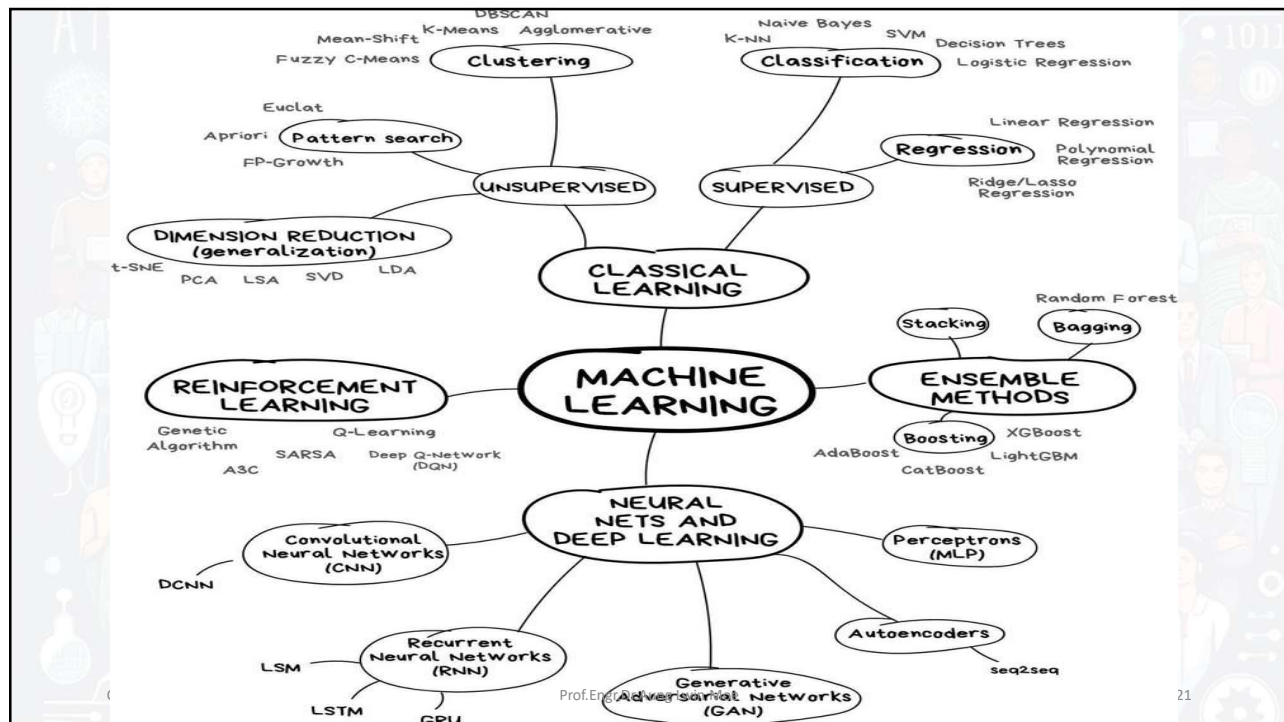 DBSCAN
K-Means
Agglomerative
Mean-Shift
Fuzzy C-Means
Clustering
Naive Bayes
K-NN
SVM
Decision Trees
Classification
Logistic Regression
Euclat
Apriori
Pattern search
FP-Growth
Linear Regression
Regression
Polynomial
Regression
Ridge/Lasso
Regression
UNSUPERVISED
SUPERVISED
DIMENSION REDUCTION
(generalization)
t-SNE
PCA
LSA
SVD
LDA
CLASSICAL
LEARNING
Random Forest
Stacking
Bagging
MACHINE
LEARNING
REINFORCEMENT
LEARNING
ENSEMBLE
METHODS
Genetic
Algorithm
Q-Learning
SARSA
A3C
Deep Q-Network
(DQN)
Boosting
XGBoost
AdaBoost
LightGBM
CatBoost
NEURAL
NETS AND
DEEP LEARNING
Convolutional
Neural Networks
(CNN)
DCNN
Perceptrons
(MLP)
Autoencoders
seq2seq
Recurrent
Neural Networks
(RNN)
LSM
LSTM
GRU
Generative
Adversarial Networks
(GAN)
21